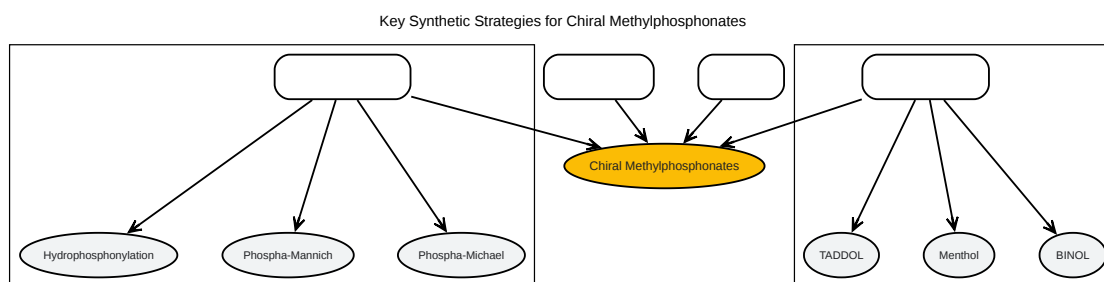 Key Synthetic Strategies for Chiral Methylphosphonates
Chiral Methylphosphonates
Hydrophosphonylation
Phospha-Mannich
Phospha-Michael
TADDOL
Menthol
BINOL